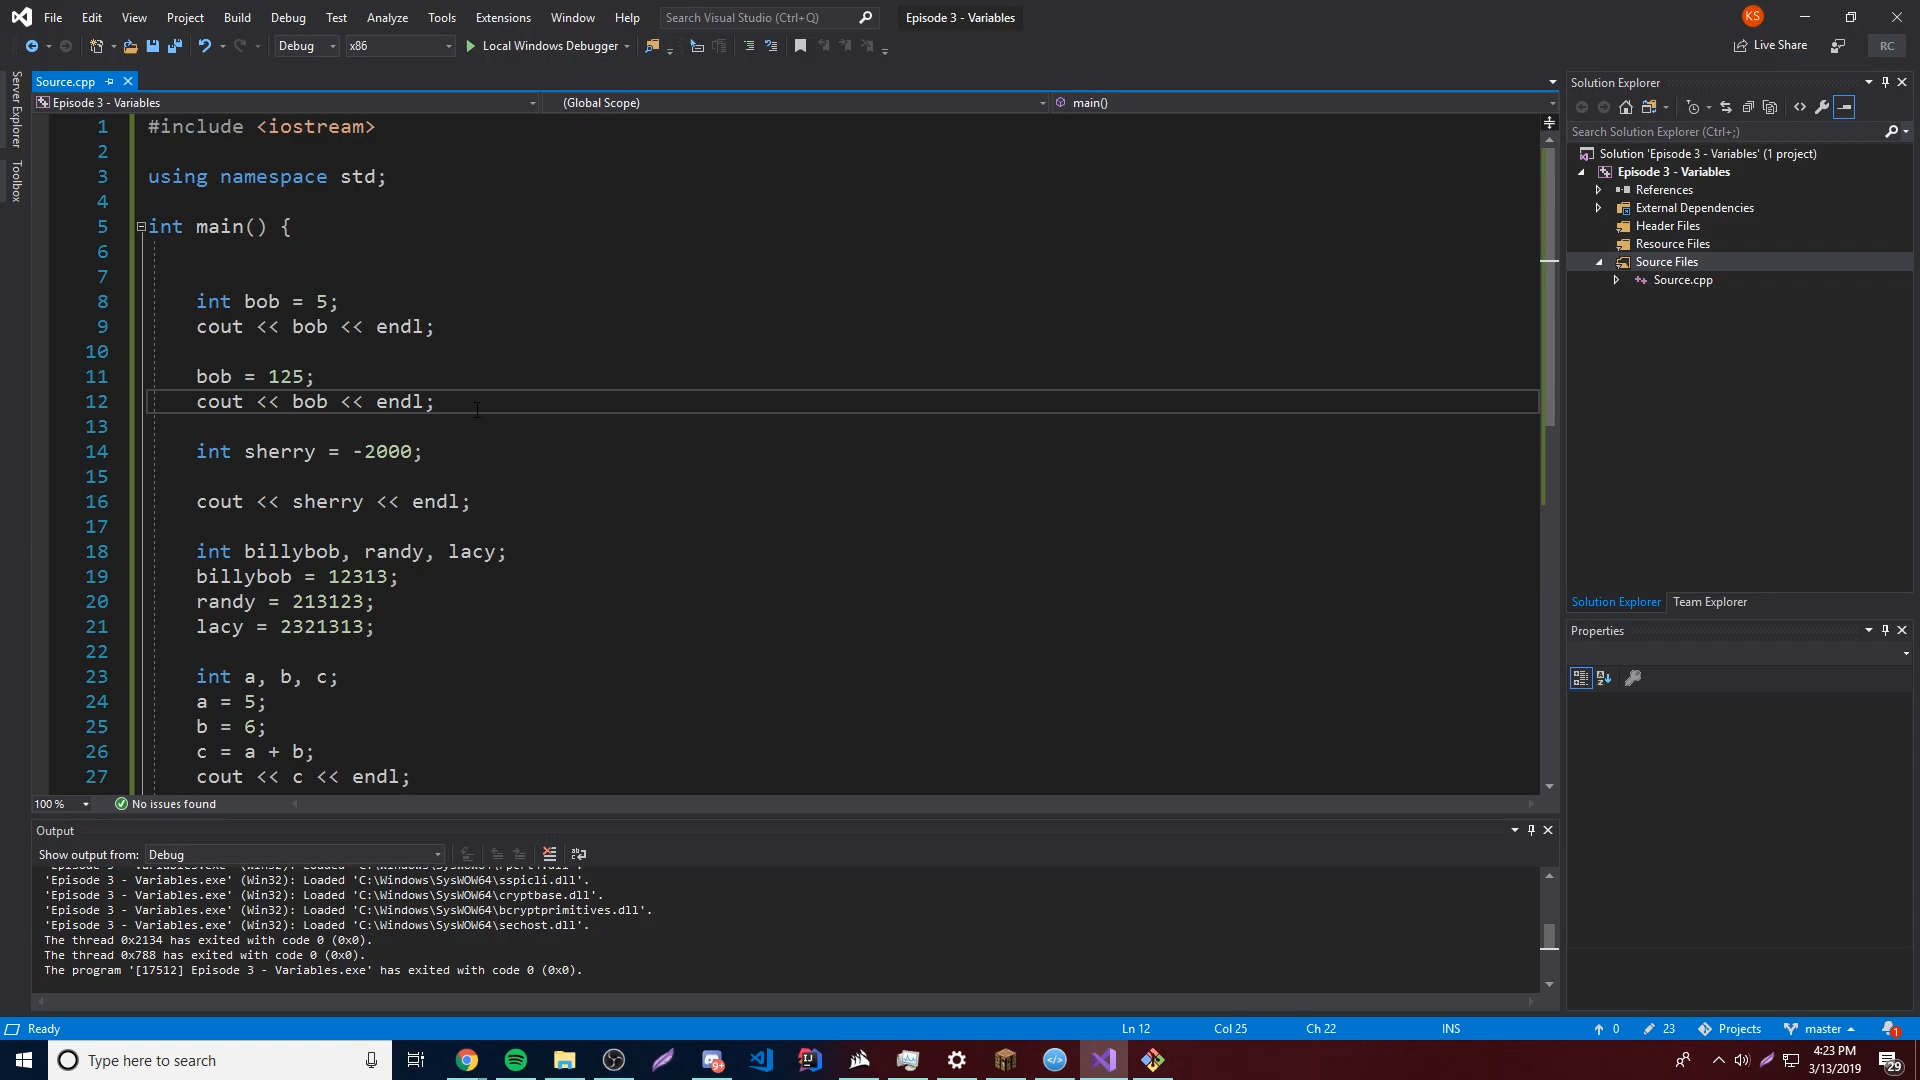 File Edit View Project Build Debug Test Analyze Tools Extensions Window Help Search Visual Studio (Ctrl+Q) Episode 3 - Variables KS
Debug x86 Local Windows Debugger Live Share RC
Server Explorer
Toolbox
Source.cpp
Episode 3 - Variables (Global Scope) main()
1 #include <iostream>
2
3 using namespace std;
4
5 int main() {
6
7
8 int bob = 5;
9 cout << bob << endl;
10
11 bob = 125;
12 cout << bob << endl;
13
14 int sherry = -2000;
15
16 cout << sherry << endl;
17
18 int billybob, randy, lacy;
19 billybob = 12313;
20 randy = 213123;
21 lacy = 2321313;
22
23 int a, b, c;
24 a = 5;
25 b = 6;
26 c = a + b;
27 cout << c << endl;
100 % No issues found
Output
Show output from: Debug
'Episode 3 - Variables.exe' (Win32): Loaded 'C:\Windows\SysWOW64\sspicli.dll'.
'Episode 3 - Variables.exe' (Win32): Loaded 'C:\Windows\SysWOW64\cryptbase.dll'.
'Episode 3 - Variables.exe' (Win32): Loaded 'C:\Windows\SysWOW64\bcryptprimitives.dll'.
'Episode 3 - Variables.exe' (Win32): Loaded 'C:\Windows\SysWOW64\sechost.dll'.
The thread 0x2134 has exited with code 0 (0x0).
The thread 0x788 has exited with code 0 (0x0).
The program '[17512] Episode 3 - Variables.exe' has exited with code 0 (0x0).
Solution Explorer
Search Solution Explorer (Ctrl+;)
Solution 'Episode 3 - Variables' (1 project)
Episode 3 - Variables
References
External Dependencies
Header Files
Resource Files
Source Files
Source.cpp
Solution Explorer Team Explorer
Properties
Ready Ln 12 Col 25 Ch 22 INS 0 23 Projects master 1
Type here to search 9+ 4:23 PM
3/13/2019 29